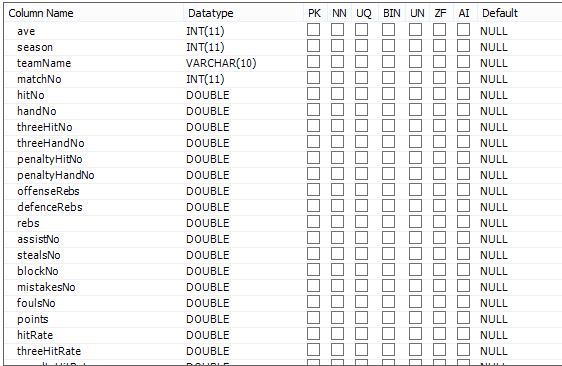 Column Name Datatype PK NN UQ BIN UN ZF AI Default
ave INT(11) NULL
season INT(11) NULL
teamName VARCHAR(10) NULL
matchNo INT(11) NULL
hitNo DOUBLE NULL
handNo DOUBLE NULL
threeHitNo DOUBLE NULL
threeHandNo DOUBLE NULL
penaltyHitNo DOUBLE NULL
penaltyHandNo DOUBLE NULL
offenseRebs DOUBLE NULL
defenceRebs DOUBLE NULL
rebs DOUBLE NULL
assistNo DOUBLE NULL
stealsNo DOUBLE NULL
blockNo DOUBLE NULL
mistakesNo DOUBLE NULL
foulsNo DOUBLE NULL
points DOUBLE NULL
hitRate DOUBLE NULL
threeHitRate DOUBLE NULL